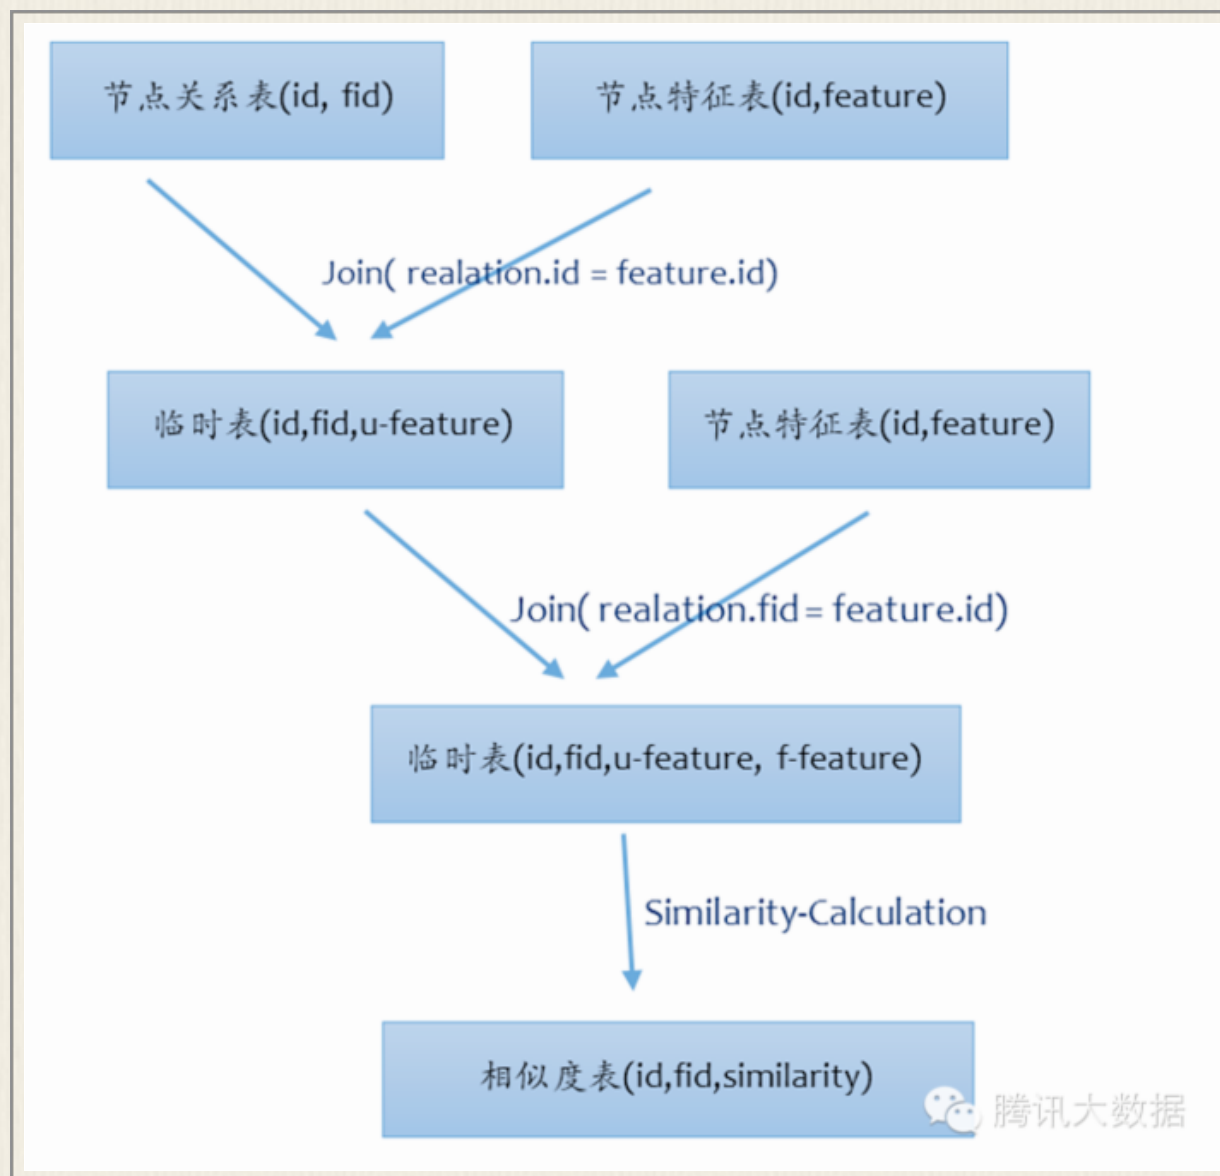 节点关系表(id, fid)
节点特征表(id,feature)
Join( realation.id = feature.id)
临时表(id,fid,u-feature)
节点特征表(id,feature)
Join( realation.fid = feature.id)
临时表(id,fid,u-feature, f-feature)
Similarity-Calculation
相似度表(id,fid,similarity)
腾讯大数据